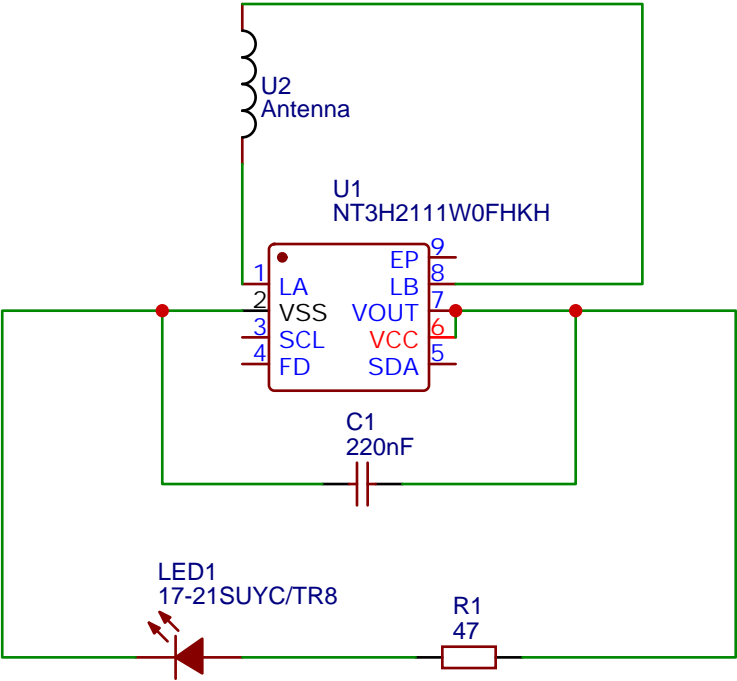 U2
Antenna
U1
NT3H2111W0FHKH
9
EP
1
8
LA
LB
2
7
VSS
VOUT
3
6
SCL
VCC
4
5
FD
SDA
C1
220nF
LED1
17-21SUYC/TR8
R1
47